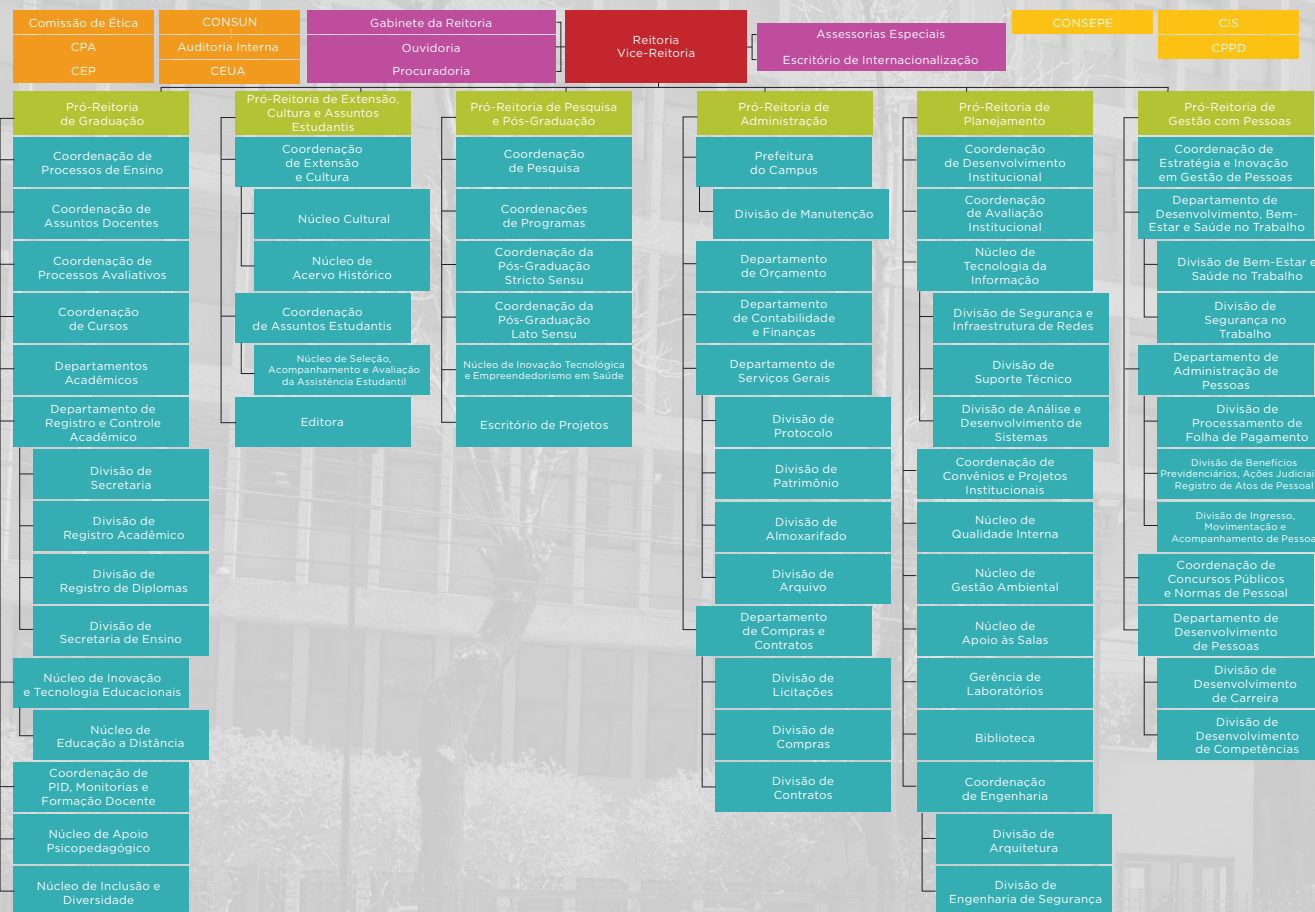 Comissão de Ética
CPA
CEP
CONSUN
Auditoria Interna
CEUA
Gabinete da Reitoria
Ouvidoria
Procuradoria
Reitoria
Vice-Reitoria
Assessorias Especiais
Escritório de Internacionalização
CONSEPE
CIS
CPPD
Pró-Reitoria
de Graduação
Coordenação de
Processos de Ensino
Coordenação de
Assuntos Docentes
Coordenação de
Processos Avaliativos
Coordenação
de Cursos
Departamentos
Acadêmicos
Departamento de
Registro e Controle
Acadêmico
Divisão de
Secretaria
Divisão de
Registro Acadêmico
Divisão de
Registro de Diplomas
Divisão de
Secretaria de Ensino
Núcleo de Inovação
e Tecnologia Educacionais
Núcleo de
Educação a Distância
Coordenação de
PID, Monitorias e
Formação Docente
Núcleo de Apoio
Psicopedagógico
Núcleo de Inclusão e
Diversidade
Pró-Reitoria de Extensão,
Cultura e Assuntos
Estudantis
Coordenação
de Extensão
e Cultura
Núcleo Cultural
Núcleo de
Acervo Histórico
Coordenação
de Assuntos Estudantis
Núcleo de Seleção,
Acompanhamento e Avaliação
da Assistência Estudantil
Editora
Pró-Reitoria de Pesquisa
e Pós-Graduação
Coordenação
de Pesquisa
Coordenações
de Programas
Coordenação da
Pós-Graduação
Stricto Sensu
Coordenação da
Pós-Graduação
Lato Sensu
Núcleo de Inovação Tecnológica
e Empreendedorismo em Saúde
Escritório de Projetos
Pró-Reitoria de
Administração
Prefeitura
do Campus
Divisão de Manutenção
Departamento
de Orçamento
Departamento
de Contabilidade
e Finanças
Departamento de
Serviços Gerais
Divisão de
Protocolo
Divisão de
Patrimônio
Divisão de
Almoxarifado
Divisão de
Arquivo
Departamento
de Compras e
Contratos
Divisão de
Licitações
Divisão de
Compras
Divisão de
Contratos
Pró-Reitoria de
Planejamento
Coordenação
de Desenvolvimento
Institucional
Coordenação
de Avaliação
Institucional
Núcleo de
Tecnologia da
Informação
Divisão de Segurança e
Infraestrutura de Redes
Divisão de
Suporte Técnico
Divisão de Análise e
Desenvolvimento de
Sistemas
Coordenação de
Convênios e Projetos
Institucionais
Núcleo de
Qualidade Interna
Núcleo de
Gestão Ambiental
Núcleo de
Apoio às Salas
Gerência de
Laboratórios
Biblioteca
Coordenação
de Engenharia
Divisão de
Arquitetura
Divisão de
Engenharia de Segurança
Pró-Reitoria de
Gestão com Pessoas
Coordenação de
Estratégia e Inovação
em Gestão de Pessoas
Departamento de
Desenvolvimento, Bem-
Estar e Saúde no Trabalho
Divisão de Bem-Estar e
Saúde no Trabalho
Divisão de
Segurança no
Trabalho
Departamento de
Administração de
Pessoas
Divisão de
Processamento de
Folha de Pagamento
Divisão de Benefícios
Previdenciários, Ações Judiciai
Registro de Atos de Pessoal
Divisão de Ingresso,
Movimentação e
Acompanhamento de Pessoa
Coordenação de
Concursos Públicos
e Normas de Pessoal
Departamento de
Desenvolvimento
de Pessoas
Divisão de
Desenvolvimento
de Carreira
Divisão de
Desenvolvimento
de Competências